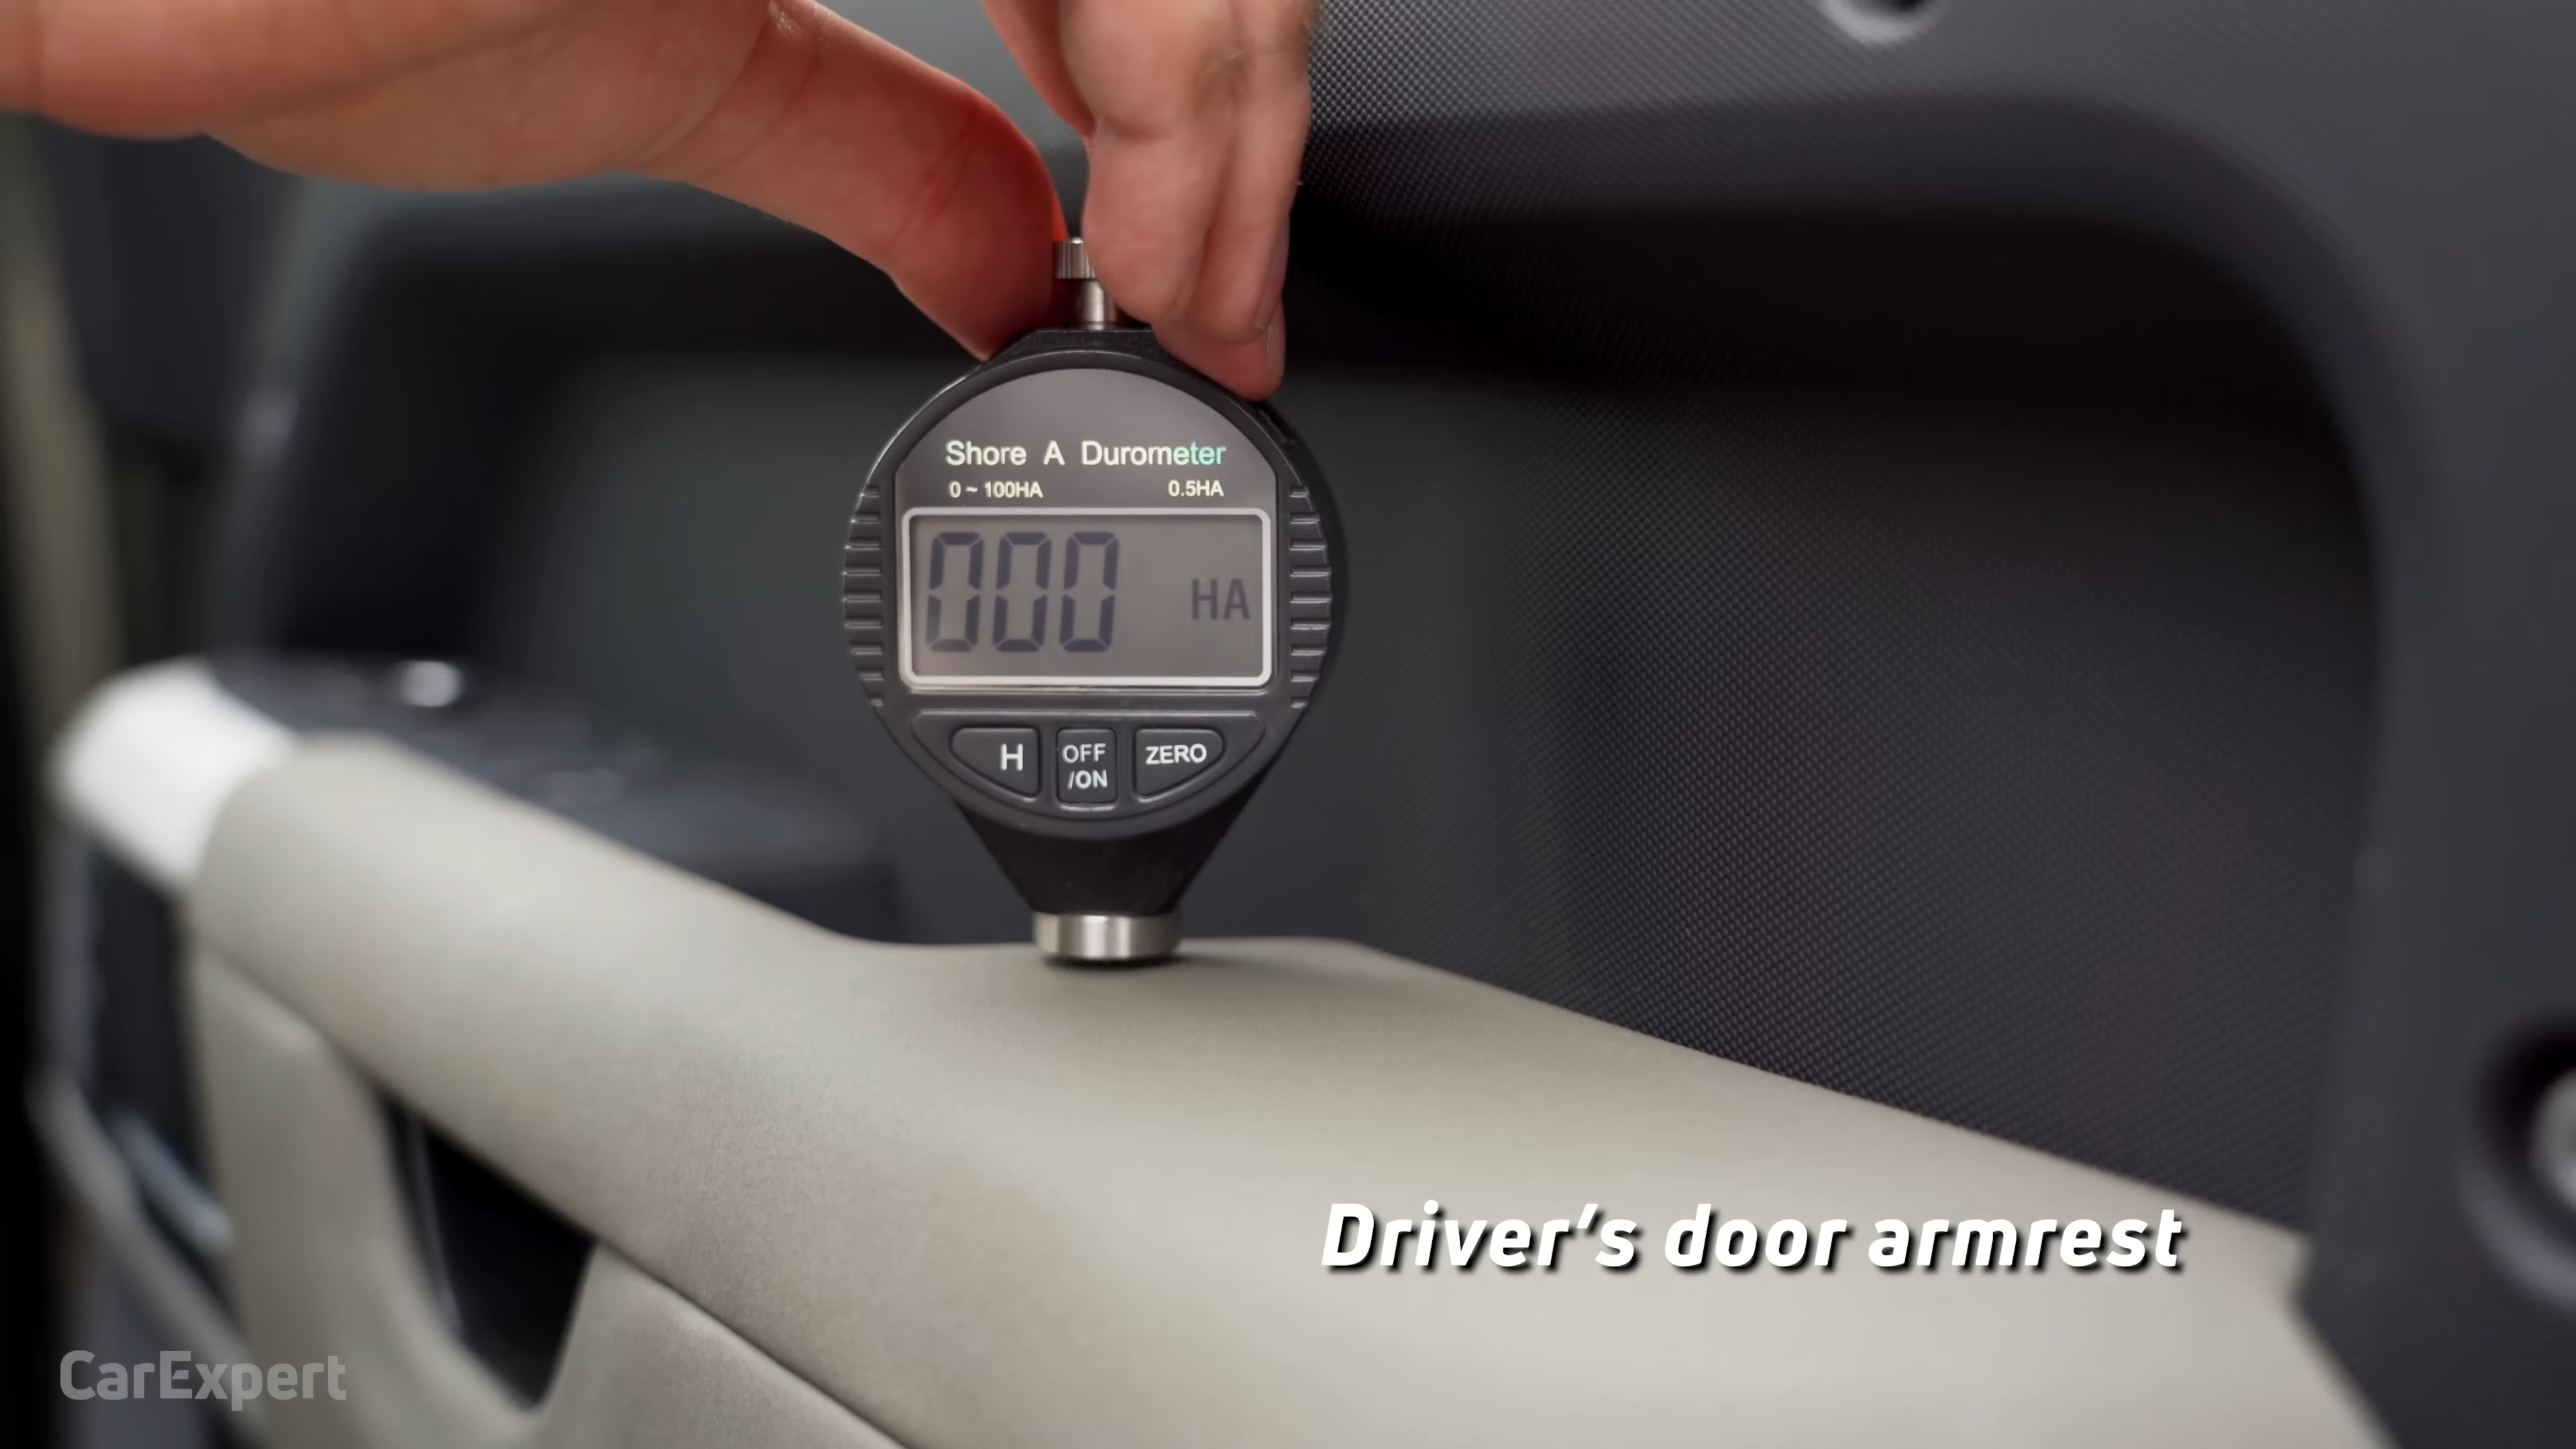 Shore A Durometer
0 ~ 100HA 0.5HA
000 HA
H OFF /ON ZERO
Driver's door armrest
CarExpert